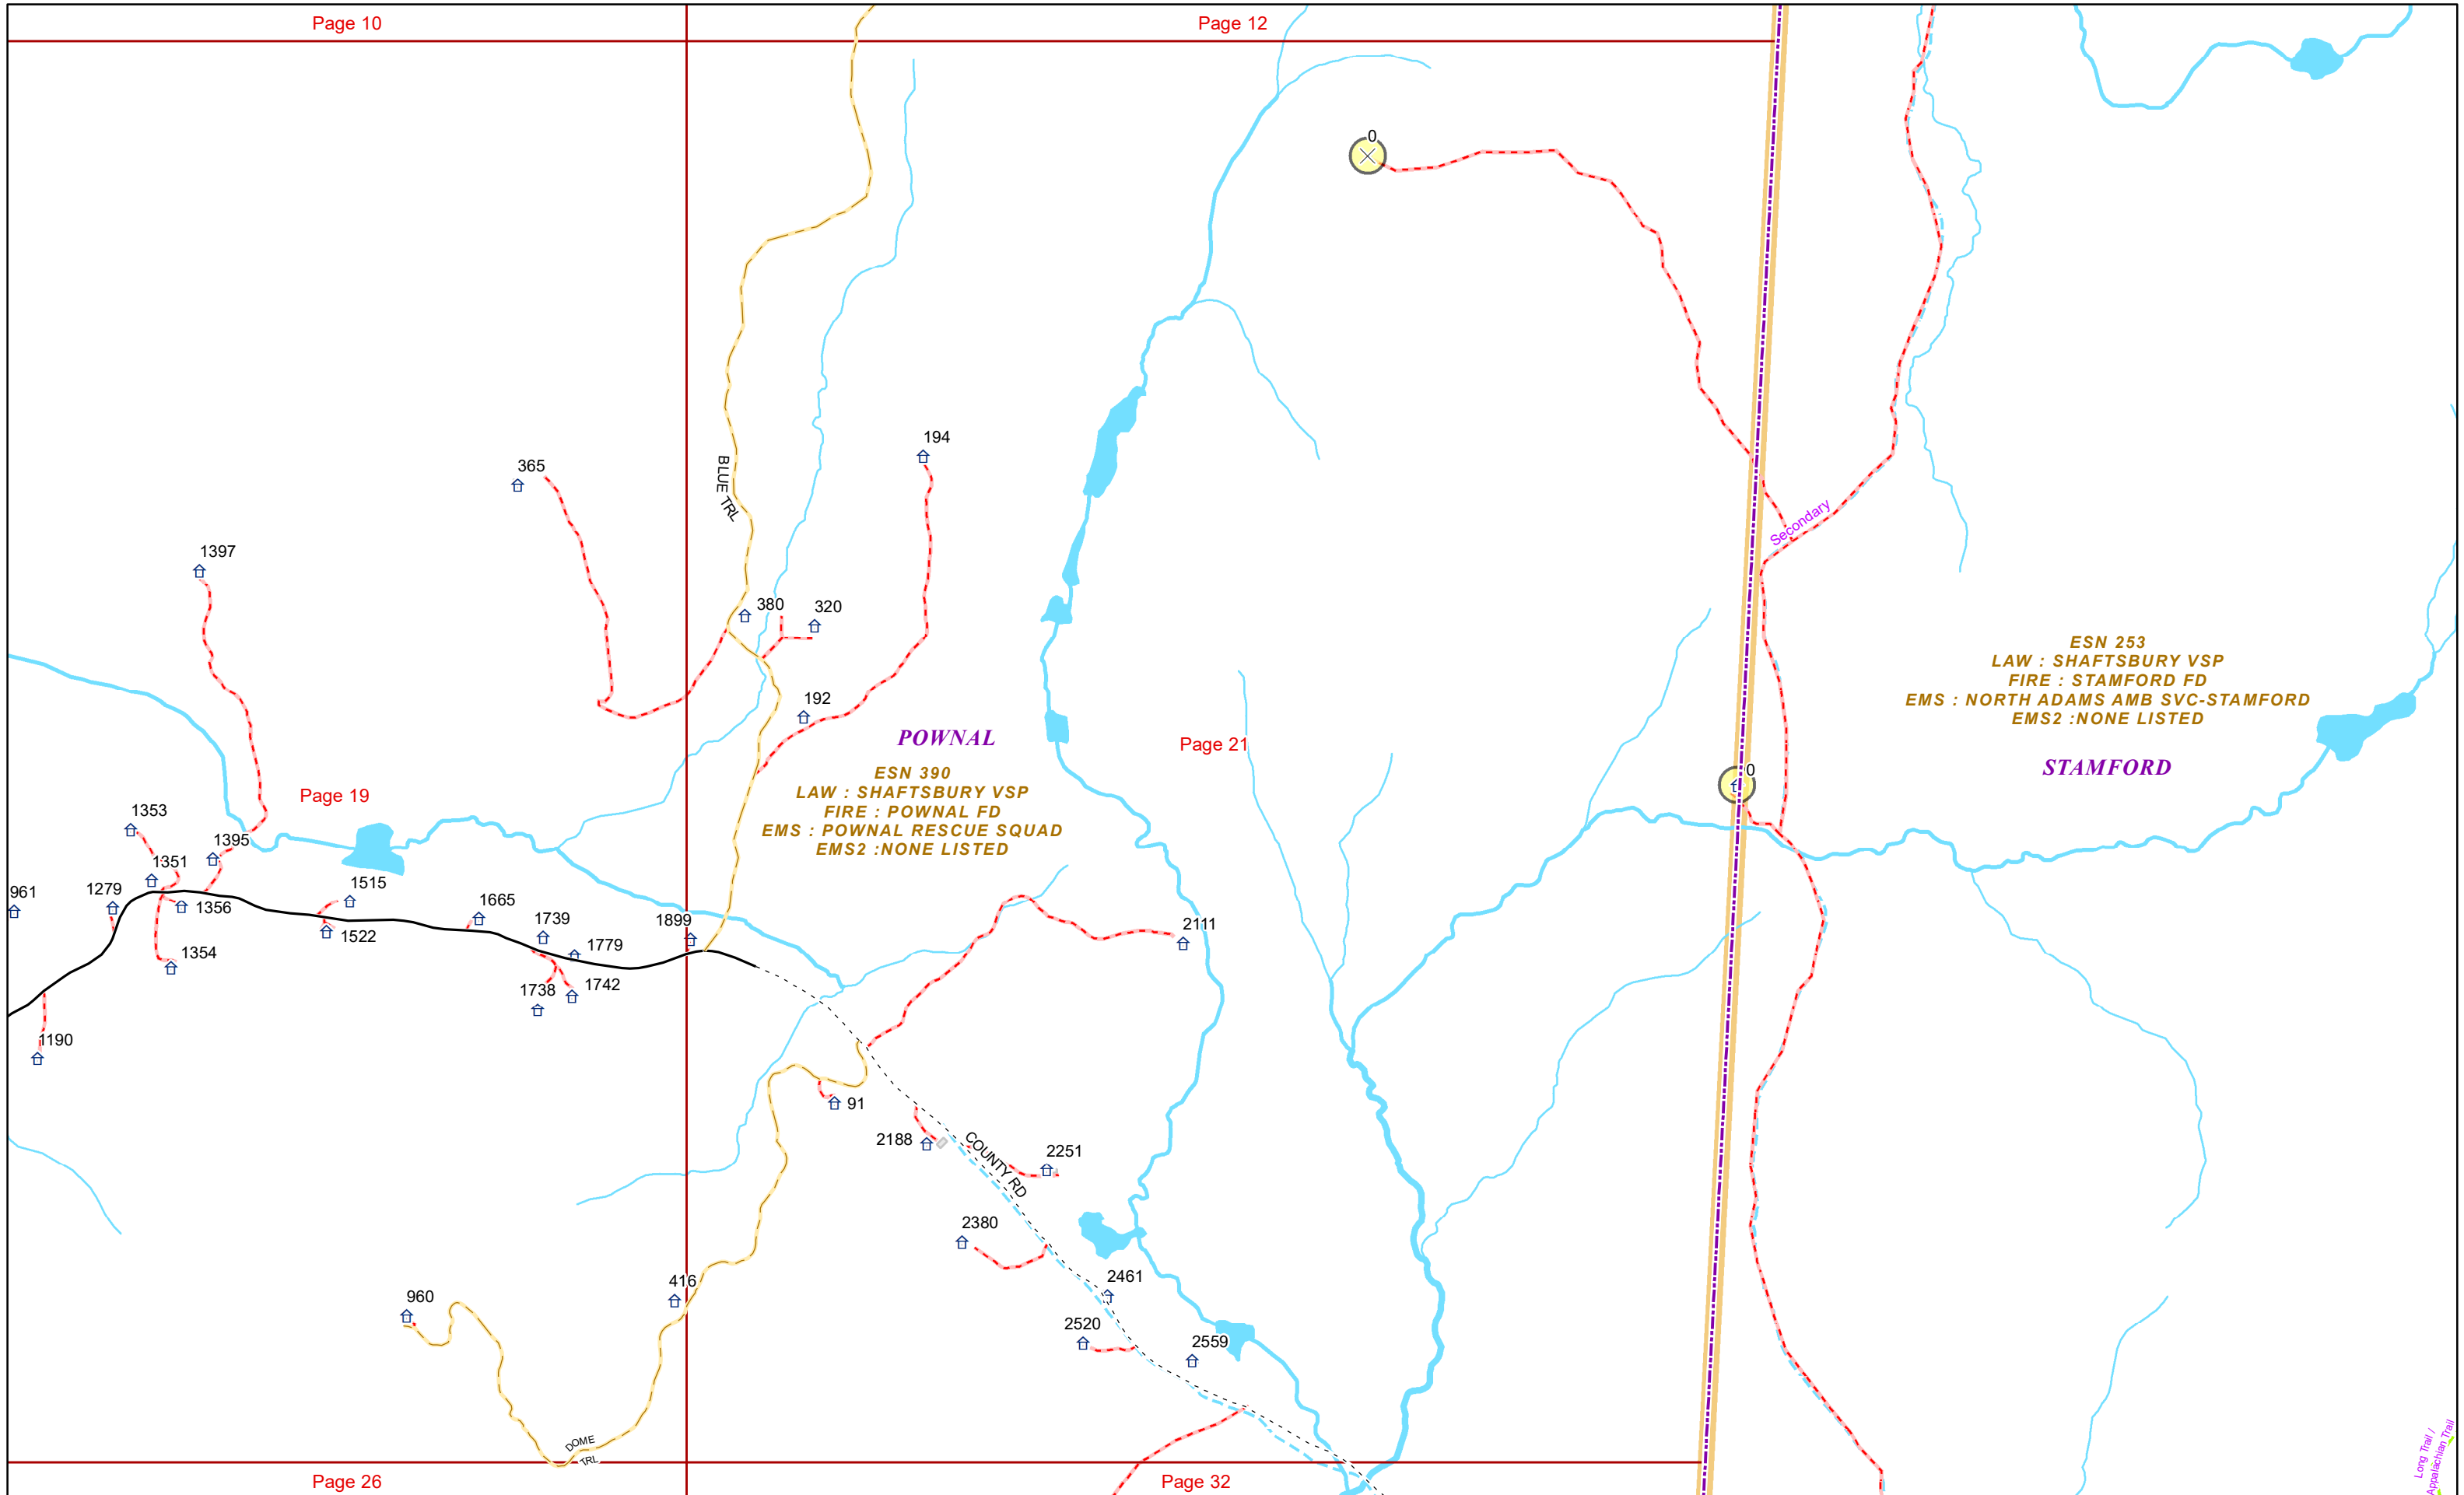 Page 10
Page 12
0
194
365
BLUE TRL
Secondary
1397
380
320
ESN 253
LAW : SHAFTSBURY VSP
FIRE : STAMFORD FD
EMS : NORTH ADAMS AMB SVC-STAMFORD
EMS2 :NONE LISTED
192
POWNAL
Page 21
STAMFORD
ESN 390
LAW : SHAFTSBURY VSP
FIRE : POWNAL FD
EMS : POWNAL RESCUE SQUAD
EMS2 :NONE LISTED
0
Page 19
1353
1395
1351
961
1279
1515
1356
1665
1522
1739
1899
2111
1779
1354
1738
1742
1190
91
2188
COUNTY RD
2251
2380
416
960
2461
2520
2559
DOME
TRL
Long Trail /
Appalachian Trail
Page 26
Page 32